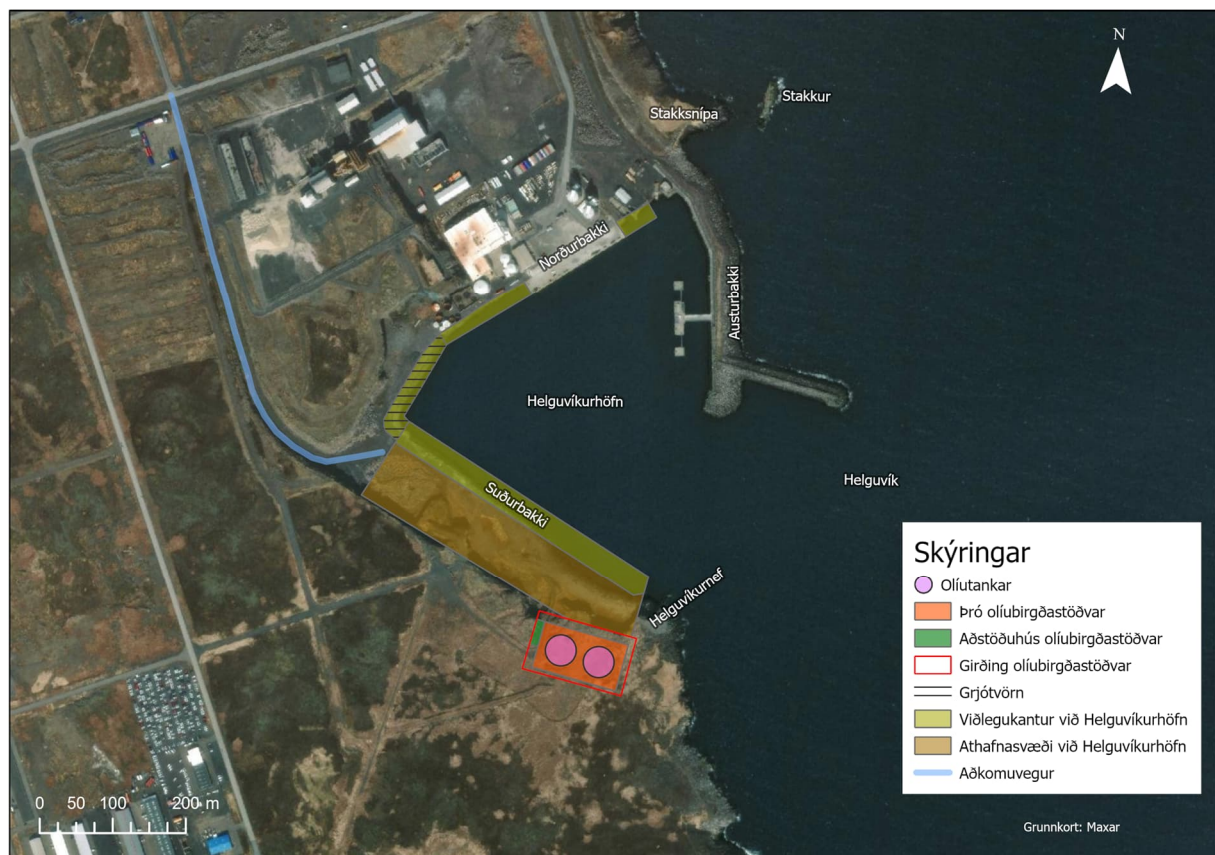 N
Stakkur
Stakksnípa
Norðurbakki
Austurbakki
Helguvíkurhöfn
Helguvík
Suðurbakki
Helguvíkurnef
Skýringar
Olíutankar
Þró olíubirgðastöðvar
Aðstöðuhús olíubirgðastöðvar
Girðing olíubirgðastöðvar
Grjótvörn
Viðlegukantur við Helguvíkurhöfn
Athafnasvæði við Helguvíkurhöfn
Aðkomuvegur
0 50 100 200 m
Grunnkort: Maxar